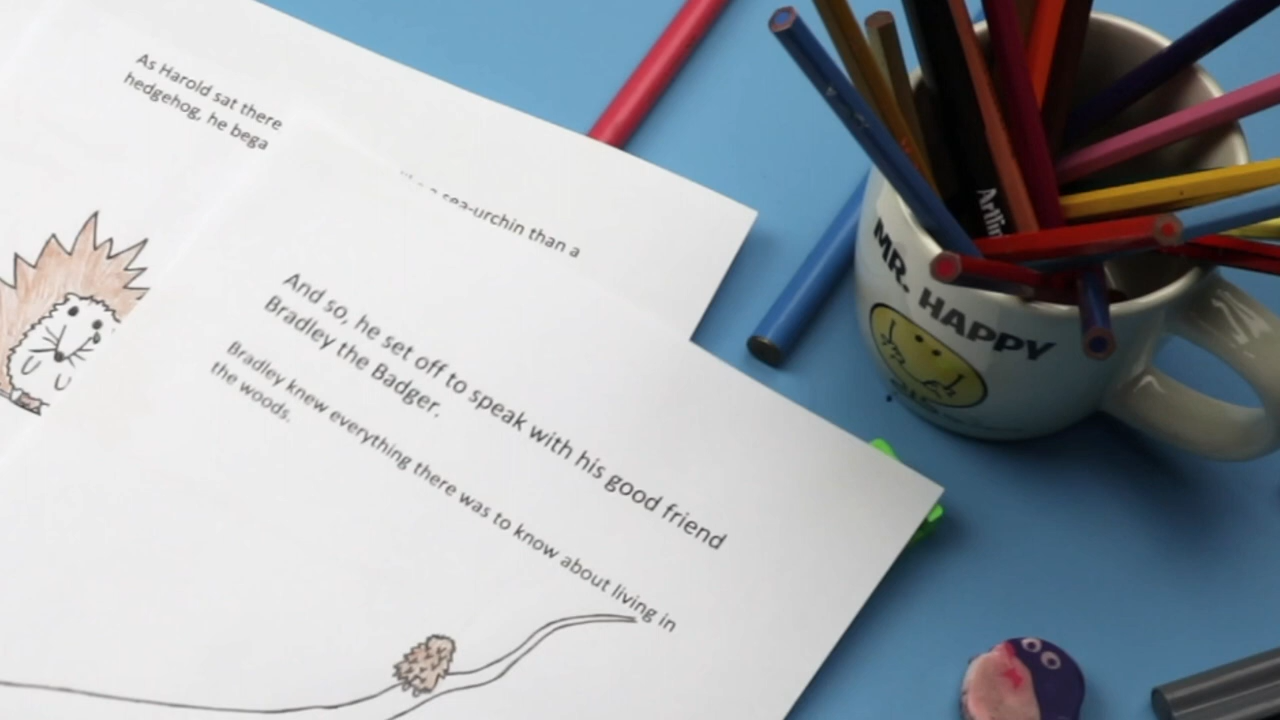 As Harold sat there
hedgehog, he bega
sea-urchin than a
And so, he set off to speak with his good friend
Bradley the Badger.
Bradley knew everything there was to know about living in
the woods.
Artlin
MR. HAPPY